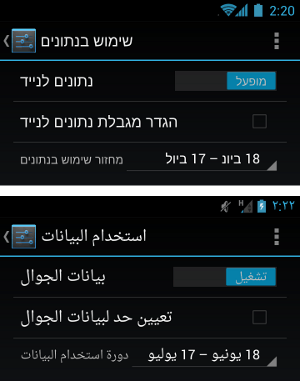 2:20
שימוש בנתונים
נתונים לנייד
מופעל
הגדר מגבלת נתונים לנייד
מחזור שימוש בנתונים
18 ביונ – 17 ביול
H
٢:٢٢
استخدام البيانات
بيانات الجوال
تشغيل
تعيين حد لبيانات الجوال
دورة استخدام البيانات
18 يونيو – 17 يوليو